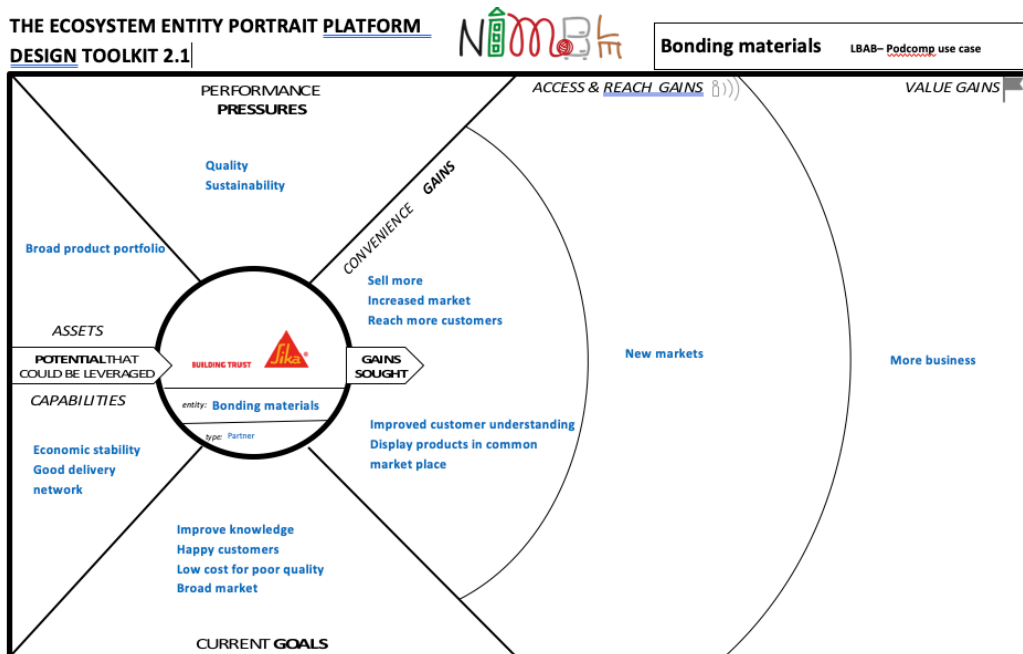 THE ECOSYSTEM ENTITY PORTRAIT PLATFORM
DESIGN TOOLKIT 2.1
NIMBLE
Bonding materials LBAB– Podcomp use case
PERFORMANCE
PRESSURES
ACCESS & REACH GAINS
VALUE GAINS
Quality
Sustainability
CONVENIENCE GAINS
Broad product portfolio
Sell more
Increased market
Reach more customers
ASSETS
POTENTIAL THAT
COULD BE LEVERAGED
BUILDING TRUST
Sika®
GAINS
SOUGHT
New markets
More business
CAPABILITIES
entity: Bonding materials
type: Partner
Improved customer understanding
Display products in common
market place
Economic stability
Good delivery
network
Improve knowledge
Happy customers
Low cost for poor quality
Broad market
CURRENT GOALS